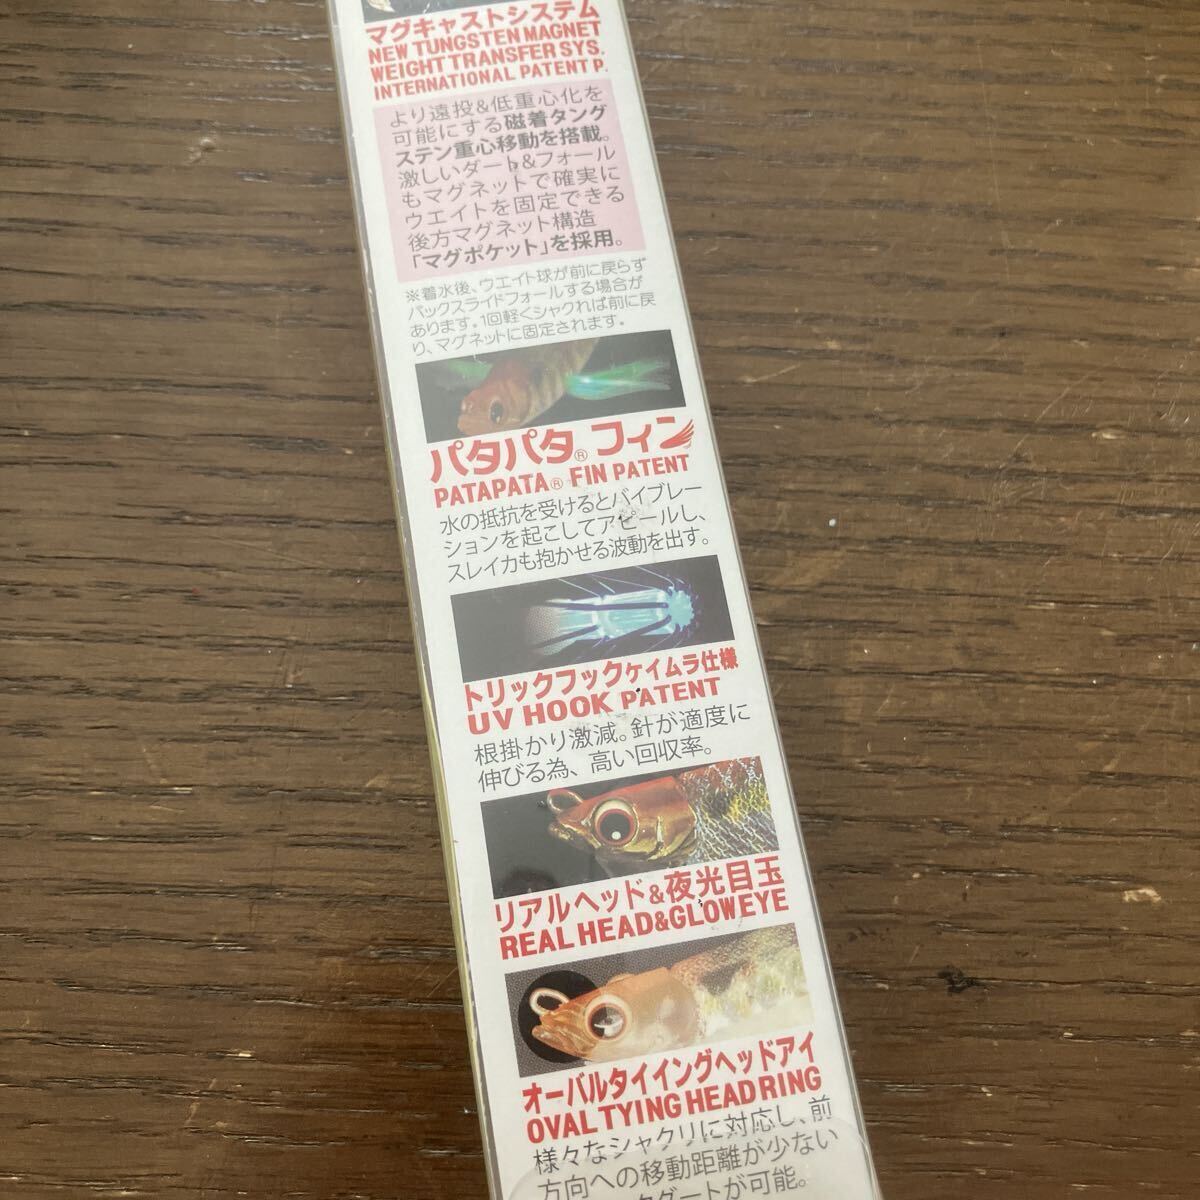 マグキャストシステム
NEW TUNGSTEN MAGNET
WEIGHT TRANSFER SYS.
INTERNATIONAL PATENT P.
より遠投&低重心化を
可能にする磁着タング
ステン重心移動を搭載。
激しいダート&フォール
もマグネットで確実に
ウエイトを固定できる
後方マグネット構造
「マグポケット」を採用。
※着水後、ウエイト球が前に戻らず
バックスライドフォールする場合が
あります。1回軽くシャクれば前に戻
り、マグネットに固定されます。
パタパタ® フィン
PATAPATA® FIN PATENT
水の抵抗を受けるとバイブレー
ションを起こしてアピールし、
スレイカも抱かせる波動を出す。
トリックフックケイムラ仕様
UV HOOK PATENT
根掛かり激減。針が適度に
伸びる為、高い回収率。
リアルヘッド&夜光目玉
REAL HEAD&GLOW EYE
オーバルタイイングヘッドアイ
OVAL TYING HEAD RING
様々なシャクリに対応し、前
方向への移動距離が少ない
ダートが可能。